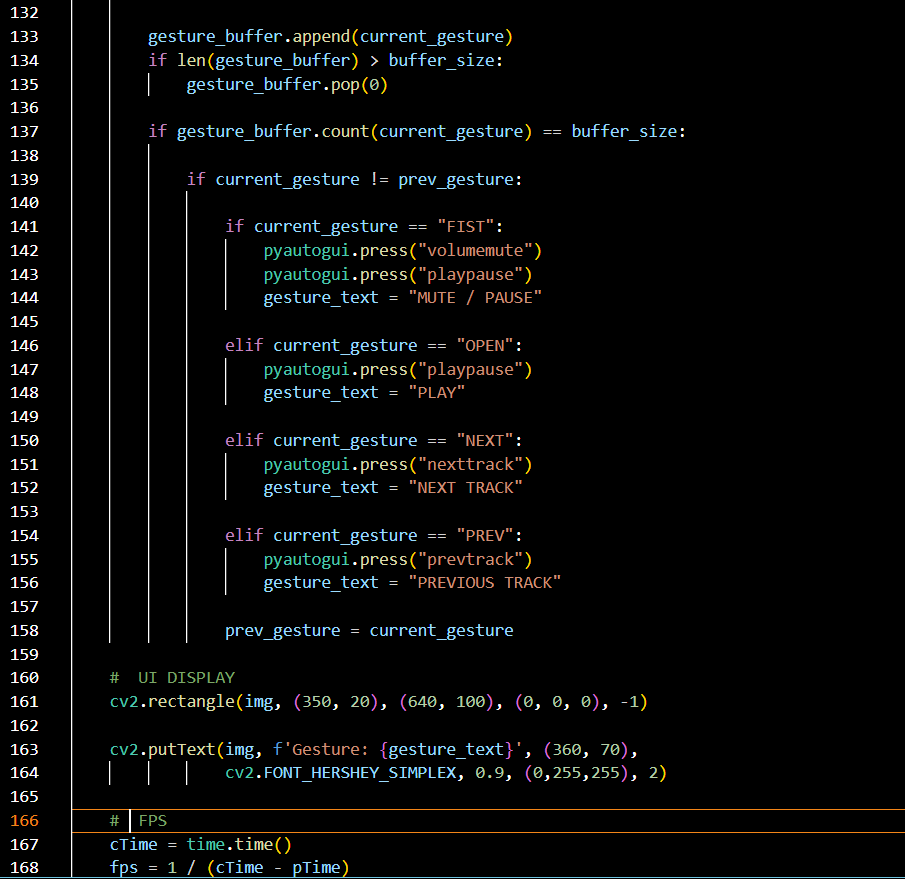 132
133 gesture_buffer.append(current_gesture)
134 if len(gesture_buffer) > buffer_size:
135 gesture_buffer.pop(0)
136
137 if gesture_buffer.count(current_gesture) == buffer_size:
138
139 if current_gesture != prev_gesture:
140
141 if current_gesture == "FIST":
142 pyautogui.press("volumemute")
143 pyautogui.press("playpause")
144 gesture_text = "MUTE / PAUSE"
145
146 elif current_gesture == "OPEN":
147 pyautogui.press("playpause")
148 gesture_text = "PLAY"
149
150 elif current_gesture == "NEXT":
151 pyautogui.press("nexttrack")
152 gesture_text = "NEXT TRACK"
153
154 elif current_gesture == "PREV":
155 pyautogui.press("prevtrack")
156 gesture_text = "PREVIOUS TRACK"
157
158 prev_gesture = current_gesture
159
160 #  UI DISPLAY
161 cv2.rectangle(img, (350, 20), (640, 100), (0, 0, 0), -1)
162
163 cv2.putText(img, f'Gesture: {gesture_text}', (360, 70),
164 cv2.FONT_HERSHEY_SIMPLEX, 0.9, (0,255,255), 2)
165
166 #  FPS
167 cTime = time.time()
168 fps = 1 / (cTime - pTime)